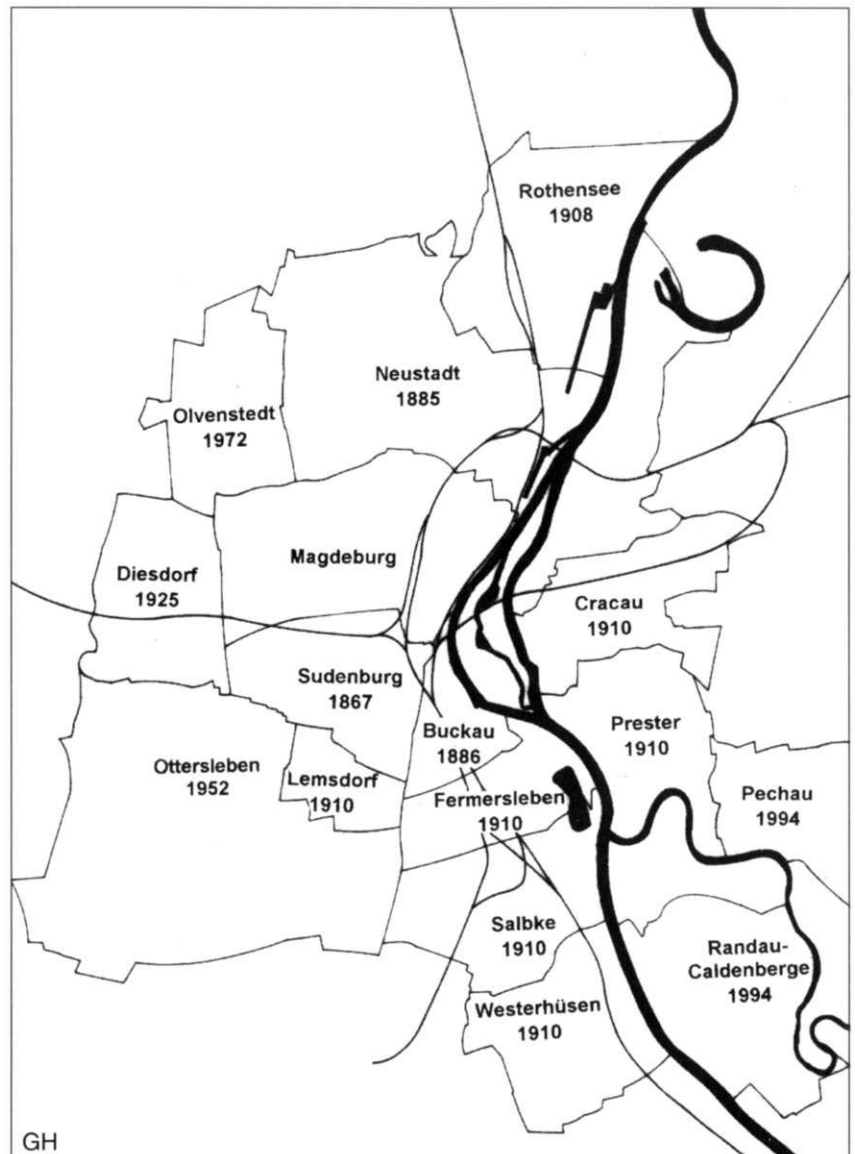 Rothensee
1908
Neustadt
1885
Olvenstedt
1972
Magdeburg
Diesdorf
1925
Cracau
1910
Sudenburg
1867
Prester
1910
Buckau
1886
Ottersleben
1952
Lemsdorf
1910
Fermersleben
1910
Pechau
1994
Salbke
1910
Randau-
Caldenberge
1994
Westerhüsen
1910
GH